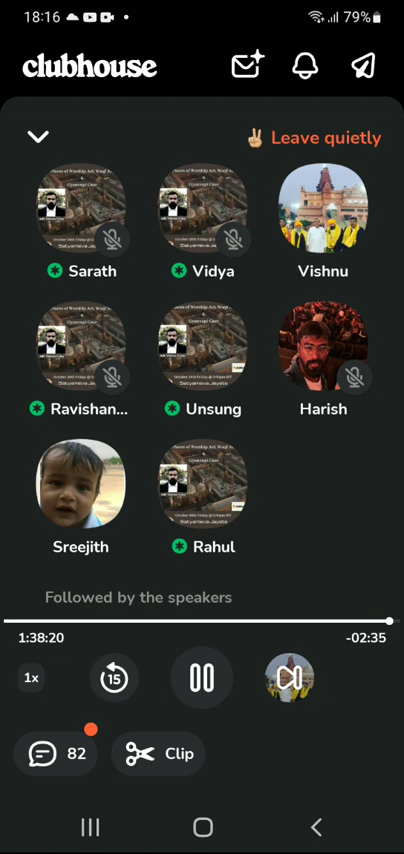 18:16
79%
clubhouse
Leave quietly
Sarath
Vidya
Vishnu
Ravishan...
Unsung
Harish
Sreejith
Rahul
Followed by the speakers
1:38:20
-02:35
1x
15
82
Clip